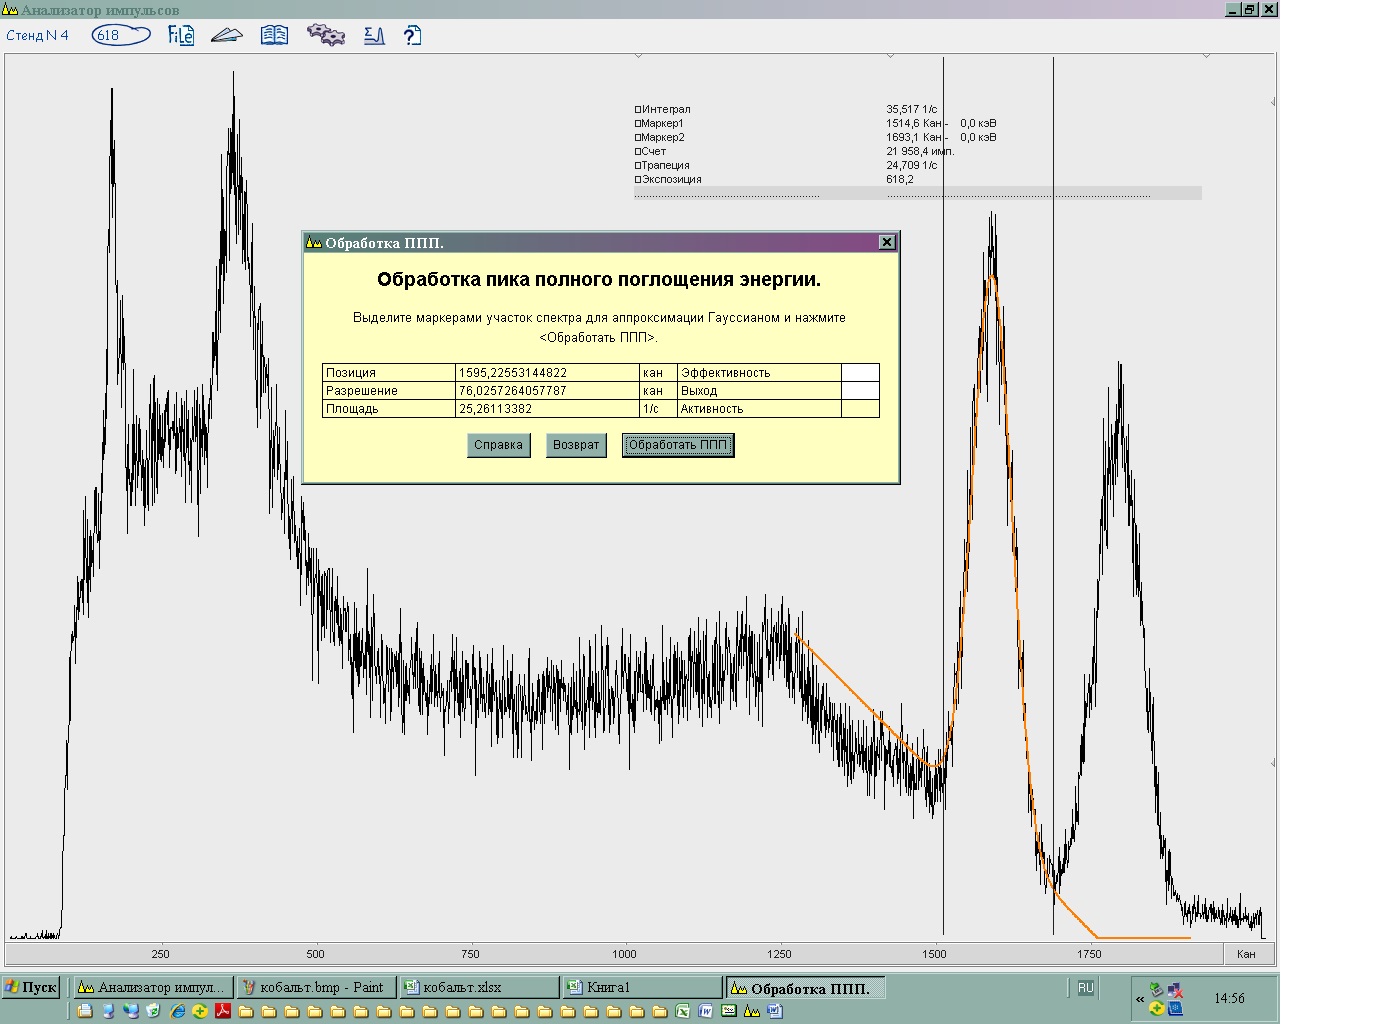 Анализатор импульсов
Стенд N 4
618
File
Интеграл 35,517 1/с
Маркер1 1514,6 Кан - 0,0 кэВ
Маркер2 1693,1 Кан - 0,0 кэВ
Счет 21 958,4 имп.
Трапеция 24,709 1/с
Экспозиция 618,2
Обработка ППП.
Обработка пика полного поглощения энергии.
Выделите маркерами участок спектра для аппроксимации Гауссианом и нажмите
<Обработать ППП>.
Позиция 1595,22553144822 кан Эффективность
Разрешение 76,0257264057787 кан Выход
Площадь 25,26113382 1/с Активность
Справка Возврат Обработать ППП
250 500 750 1000 1250 1500 1750 Кан
Пуск Анализатор импул... кобальт.bmp - Paint кобальт.xlsx Книга1 Обработка ППП. RU « 14:56